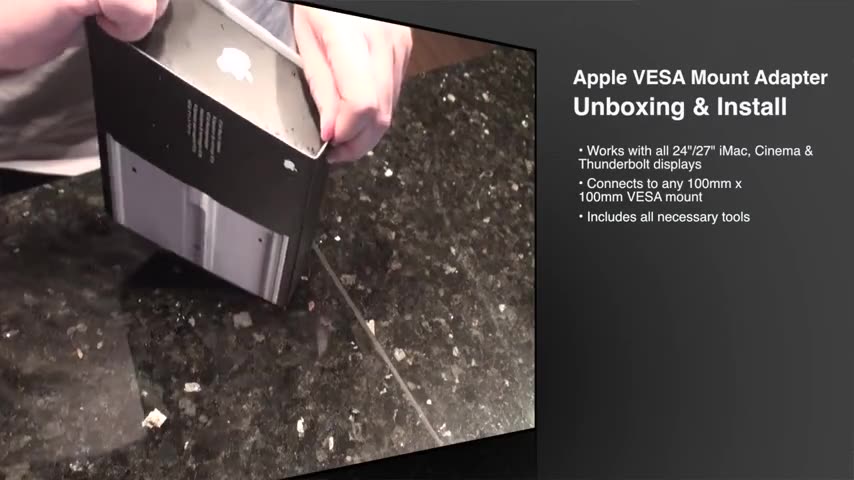 Apple VESA Mount Adapter
Unboxing & Install
• Works with all 24"/27" iMac, Cinema &
Thunderbolt displays
• Connects to any 100mm x
100mm VESA mount
• Includes all necessary tools